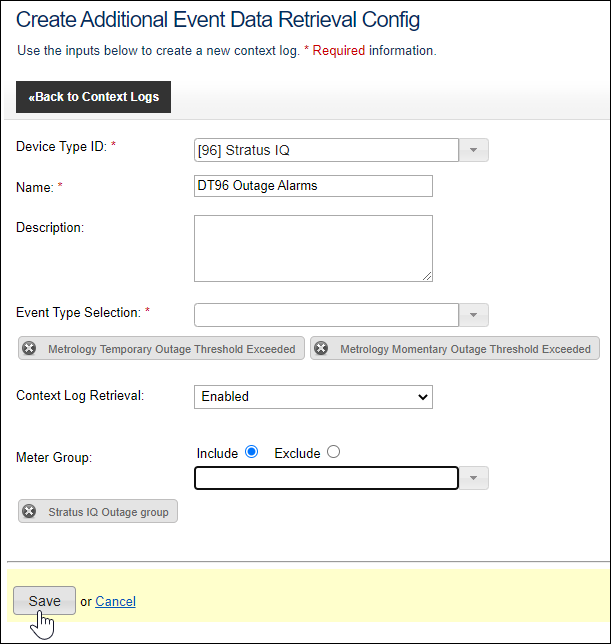 Create Additional Event Data Retrieval Config
Use the inputs below to create a new context log. * Required information.
«Back to Context Logs
Device Type ID: * [96] Stratus IQ
Name: * DT96 Outage Alarms
Description:
Event Type Selection: *
Metrology Temporary Outage Threshold Exceeded Metrology Momentary Outage Threshold Exceeded
Context Log Retrieval: Enabled
Include Exclude
Meter Group:
Stratus IQ Outage group
Save or Cancel